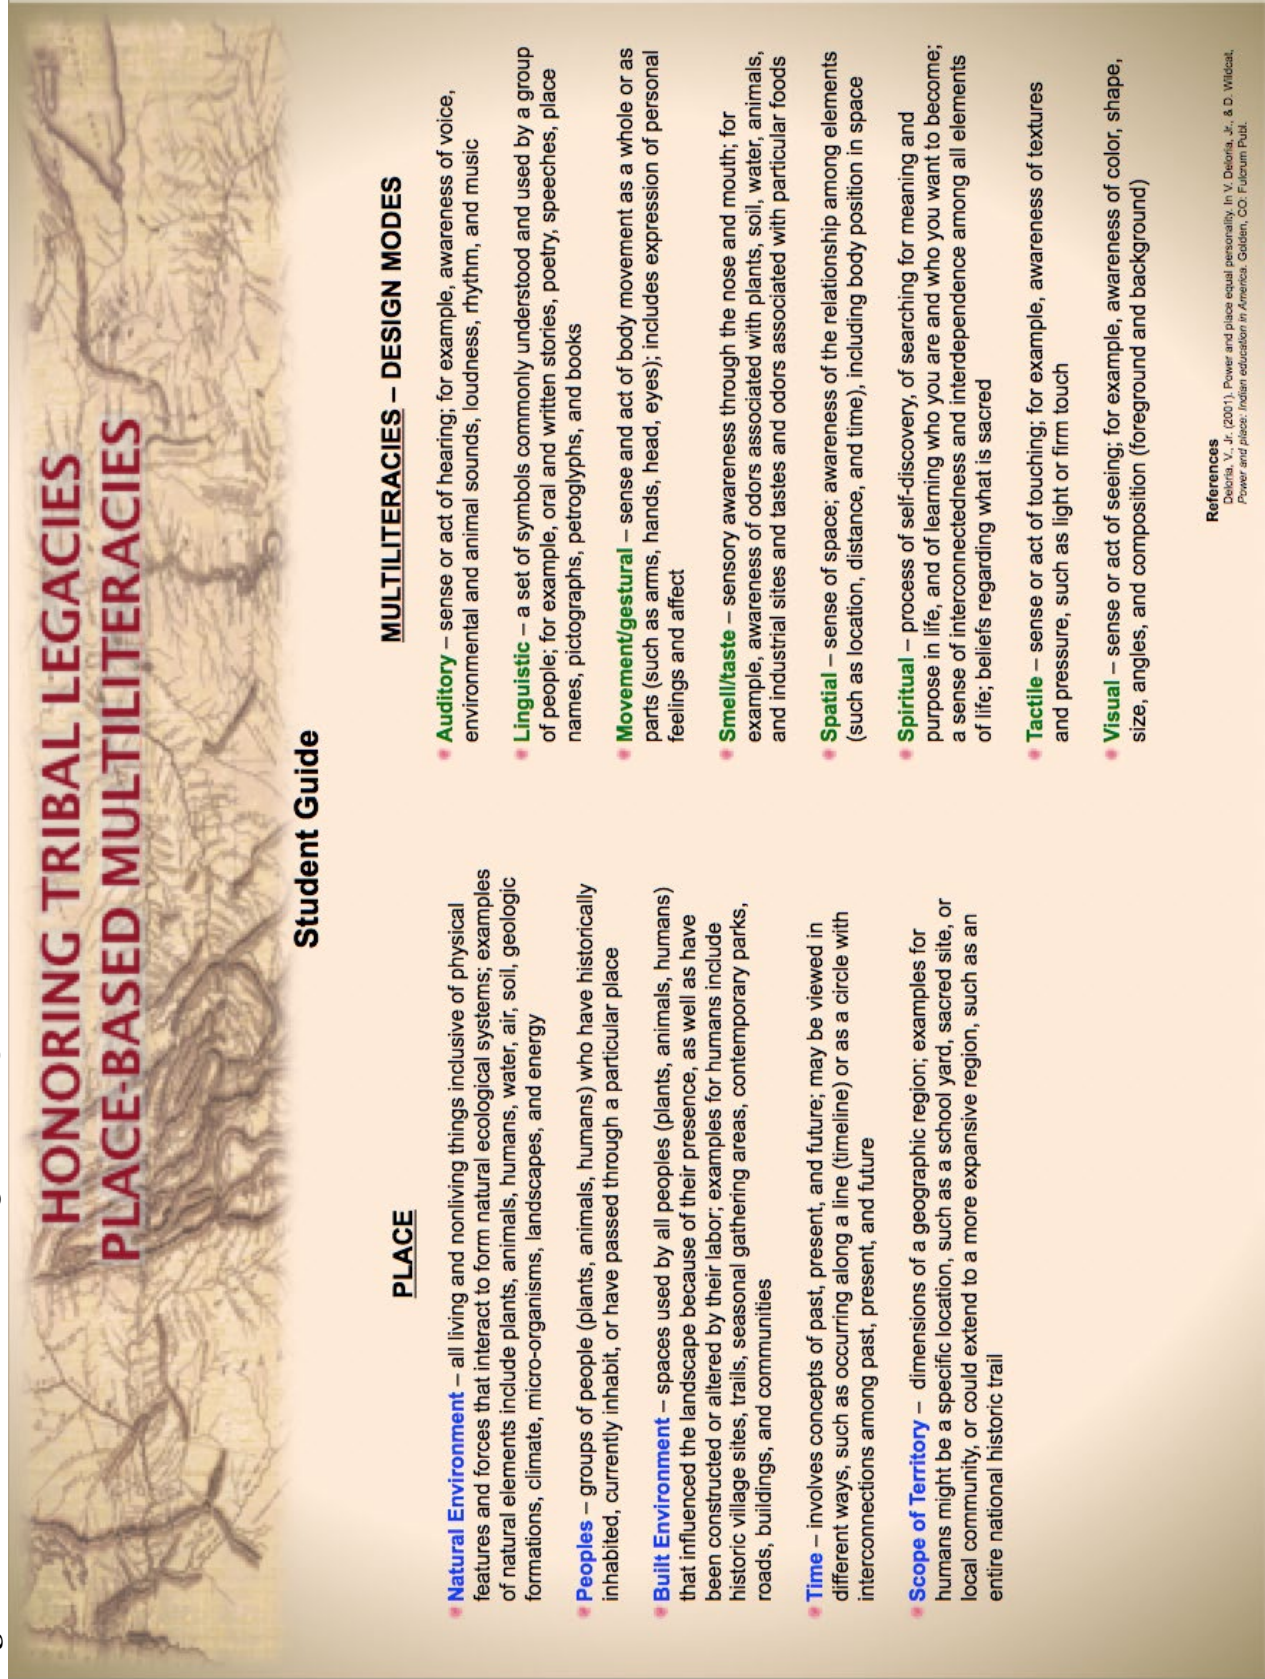 HONORING TRIBAL LEGACIES
PLACE-BASED MULTILITERACIES
Student Guide
PLACE
Natural Environment – all living and nonliving things inclusive of physical
features and forces that interact to form natural ecological systems; examples
of natural elements include plants, animals, humans, water, air, soil, geologic
formations, climate, micro-organisms, landscapes, and energy
Peoples – groups of people (plants, animals, humans) who have historically
inhabited, currently inhabit, or have passed through a particular place
Built Environment – spaces used by all peoples (plants, animals, humans)
that influenced the landscape because of their presence, as well as have
been constructed or altered by their labor; examples for humans include
historic village sites, trails, seasonal gathering areas, contemporary parks,
roads, buildings, and communities
Time – involves concepts of past, present, and future; may be viewed in
different ways, such as occurring along a line (timeline) or as a circle with
interconnections among past, present, and future
Scope of Territory – dimensions of a geographic region; examples for
humans might be a specific location, such as a school yard, sacred site, or
local community, or could extend to a more expansive region, such as an
entire national historic trail
MULTILITERACIES – DESIGN MODES
Auditory – sense or act of hearing; for example, awareness of voice,
environmental and animal sounds, loudness, rhythm, and music
Linguistic – a set of symbols commonly understood and used by a group
of people; for example, oral and written stories, poetry, speeches, place
names, pictographs, petroglyphs, and books
Movement/gestural – sense and act of body movement as a whole or as
parts (such as arms, hands, head, eyes); includes expression of personal
feelings and affect
Smell/taste – sensory awareness through the nose and mouth; for
example, awareness of odors associated with plants, soil, water, animals,
and industrial sites and tastes and odors associated with particular foods
Spatial – sense of space; awareness of the relationship among elements
(such as location, distance, and time), including body position in space
Spiritual – process of self-discovery, of searching for meaning and
purpose in life, and of learning who you are and who you want to become;
a sense of interconnectedness and interdependence among all elements
of life; beliefs regarding what is sacred
Tactile – sense or act of touching; for example, awareness of textures
and pressure, such as light or firm touch
Visual – sense or act of seeing; for example, awareness of color, shape,
size, angles, and composition (foreground and background)
References
Deloria, V., Jr. (2001). Power and place equal personality. In V. Deloria, Jr., & D. Wildcat,
Power and place: Indian education in America. Golden, CO: Fulcrum Publ.